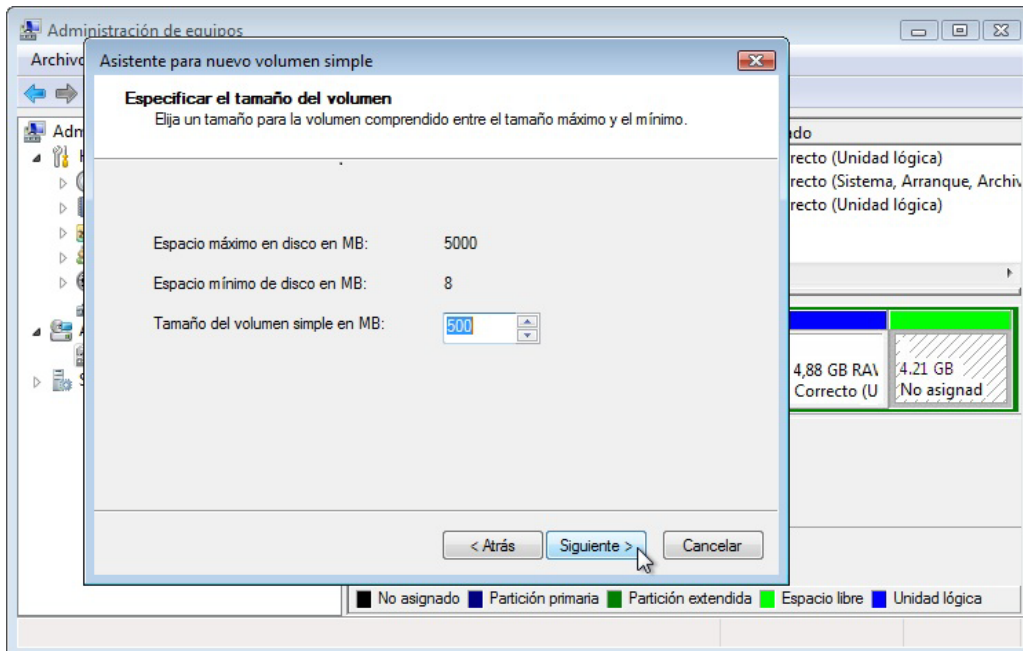 Administración de equipos
Archivo
Asistente para nuevo volumen simple
Especificar el tamaño del volumen
Elija un tamaño para la volumen comprendido entre el tamaño máximo y el mínimo.
Espacio máximo en disco en MB: 5000
Espacio mínimo de disco en MB: 8
Tamaño del volumen simple en MB: 500
< Atrás Siguiente > Cancelar
Adm
ado
recto (Unidad lógica)
recto (Sistema, Arranque, Archiv
recto (Unidad lógica)
4,88 GB RAW
Correcto (U
4.21 GB
No asignad
No asignado Partición primaria Partición extendida Espacio libre Unidad lógica